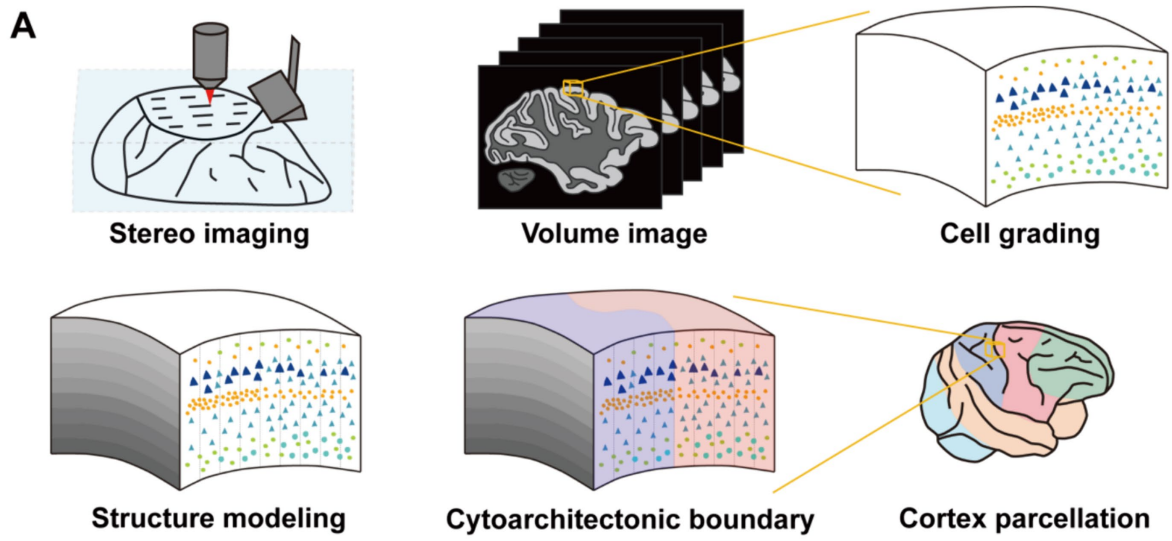 A
Stereo imaging
Volume image
Cell grading
Structure modeling
Cytoarchitectonic boundary
Cortex parcellation